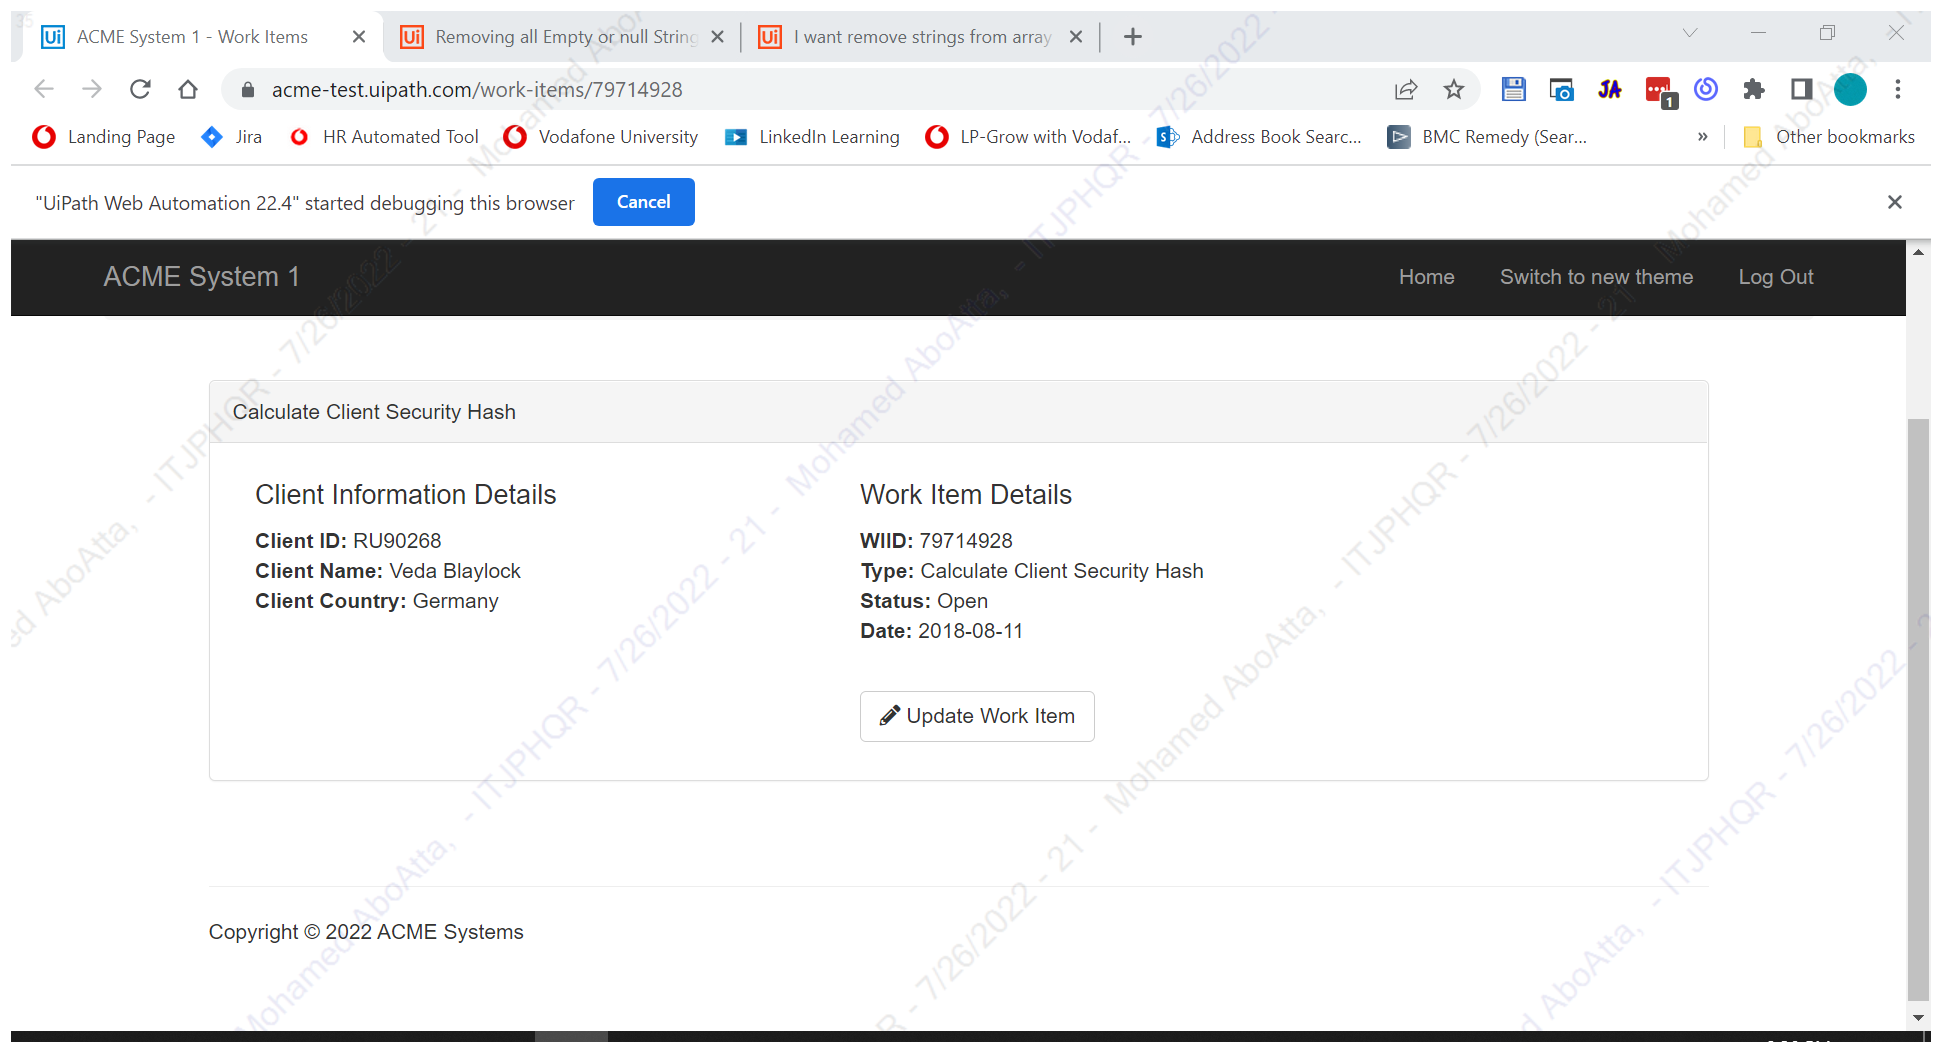 ACME System 1 - Work Items
Removing all Empty or null String
I want remove strings from array
acme-test.uipath.com/work-items/79714928
JA
1
Landing Page
Jira
HR Automated Tool
Vodafone University
LinkedIn Learning
LP-Grow with Vodaf...
Address Book Searc...
BMC Remedy (Sear...
»
Other bookmarks
"UiPath Web Automation 22.4" started debugging this browser
Cancel
ACME System 1
Home
Switch to new theme
Log Out
Calculate Client Security Hash
Client Information Details
Client ID: RU90268
Client Name: Veda Blaylock
Client Country: Germany
Work Item Details
WIID: 79714928
Type: Calculate Client Security Hash
Status: Open
Date: 2018-08-11
Update Work Item
Copyright © 2022 ACME Systems
Mohamed AboAtta, - ITJPHQR - 7/26/2022 - 21